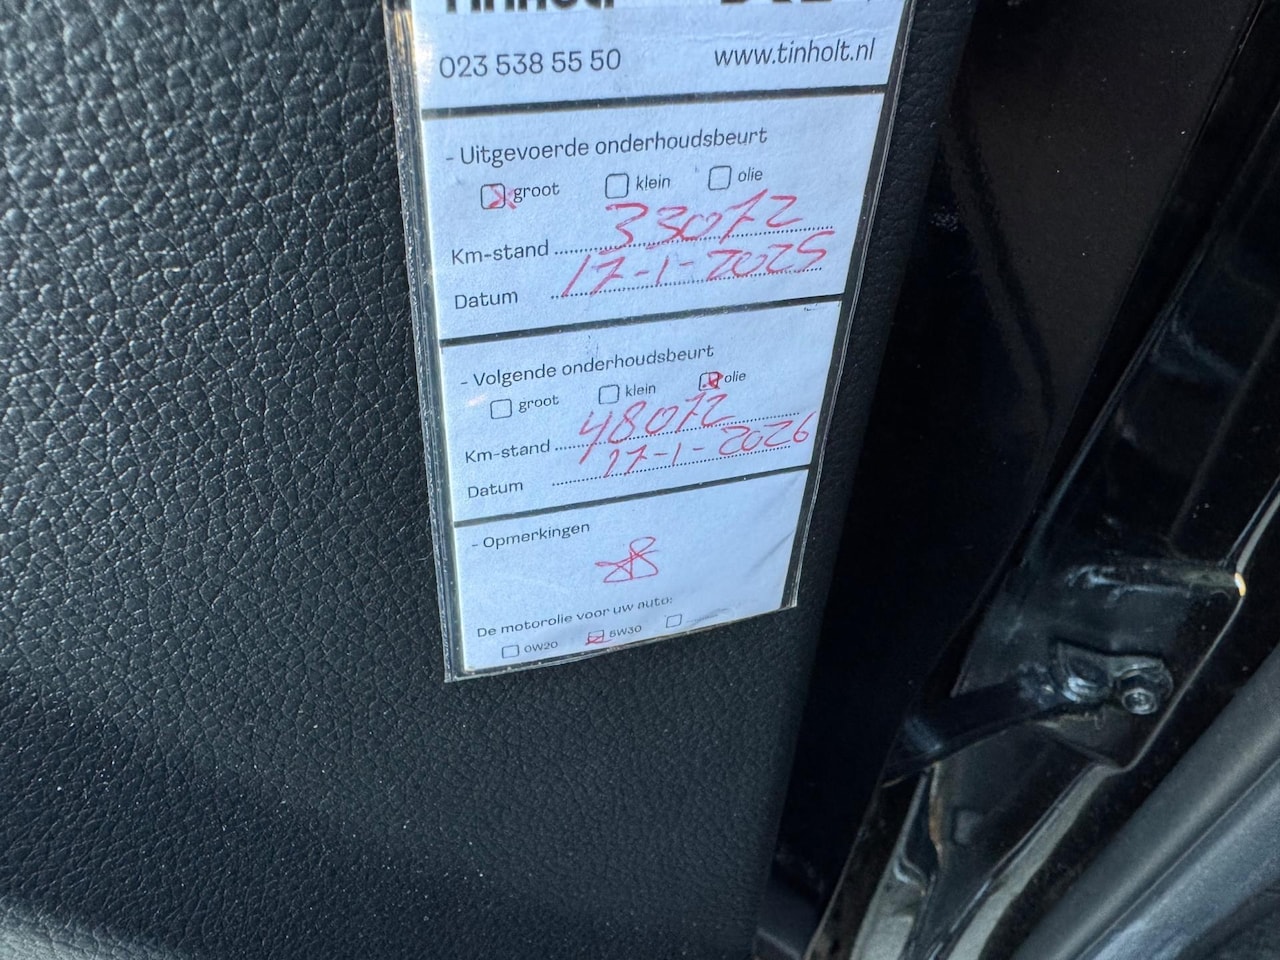 023 538 55 50 www.tinholt.nl
- Uitgevoerde onderhoudsbeurt
groot klein olie
Km-stand 33072
Datum 17-1-2025
- Volgende onderhoudsbeurt
groot klein olie
Km-stand 48072
Datum 17-1-2026
- Opmerkingen
De motorolie voor uw auto:
0W20 5W30